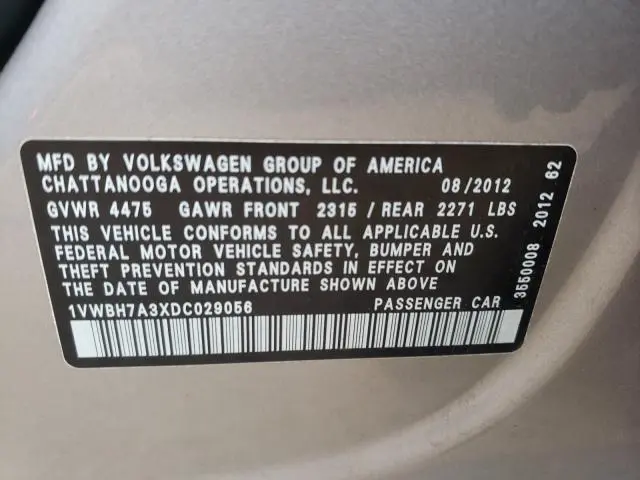 MFD BY VOLKSWAGEN GROUP OF AMERICA
CHATTANOOGA OPERATIONS, LLC. 08/2012
GVWR 4475 GAWR FRONT 2315 / REAR 2271 LBS
THIS VEHICLE CONFORMS TO ALL APPLICABLE U.S.
FEDERAL MOTOR VEHICLE SAFETY, BUMPER AND
THEFT PREVENTION STANDARDS IN EFFECT ON
THE DATE OF MANUFACTURE SHOWN ABOVE
1VWBH7A3XDC029056 PASSENGER CAR
3550008 2012 62